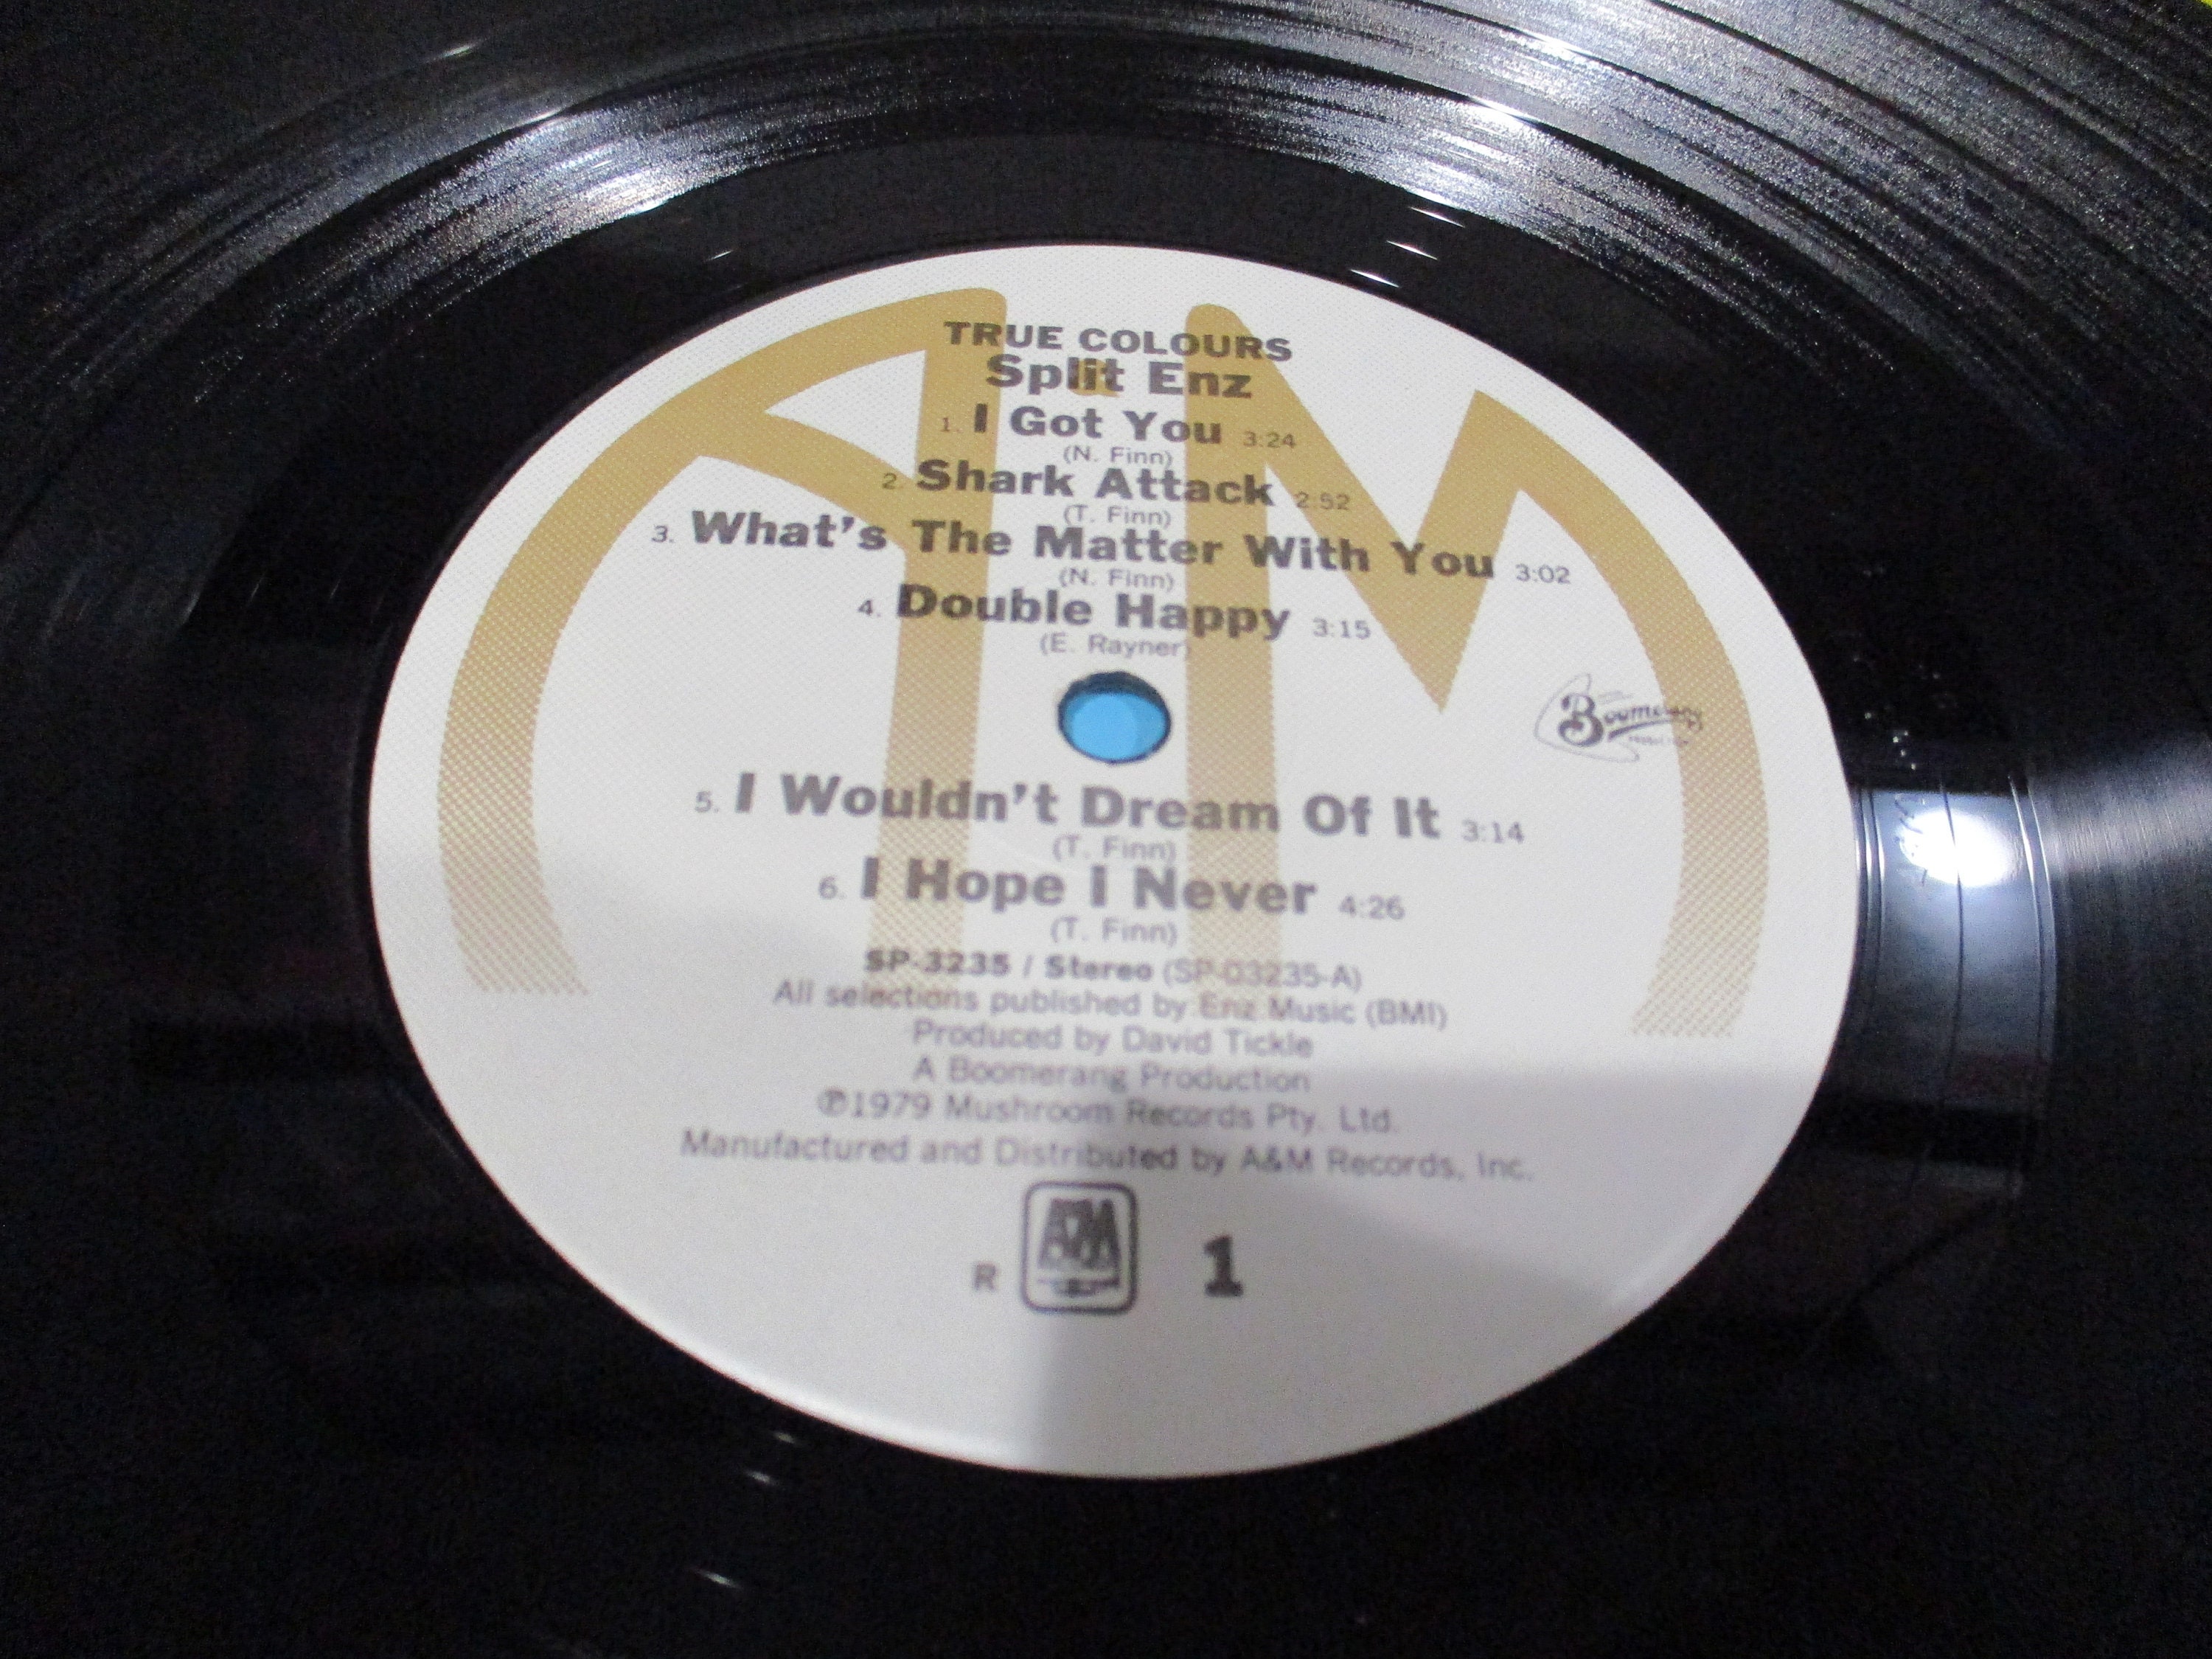 TRUE COLOURS
Split Enz
1. I Got You 3:24
(N. Finn)
2. Shark Attack 2:52
(T. Finn)
3. What's The Matter With You 3:02
(N. Finn)
4. Double Happy 3:15
(E. Rayner)
Boomerang
5. I Wouldn't Dream Of It 3:14
(T. Finn)
6. I Hope I Never 4:26
(T. Finn)
SP-3235 / Stereo (SP-03235-A)
All selections published by Enz Music (BMI)
Produced by David Tickle
A Boomerang Production
℗1979 Mushroom Records Pty. Ltd.
Manufactured and Distributed by A&M Records, Inc.
R A&M 1